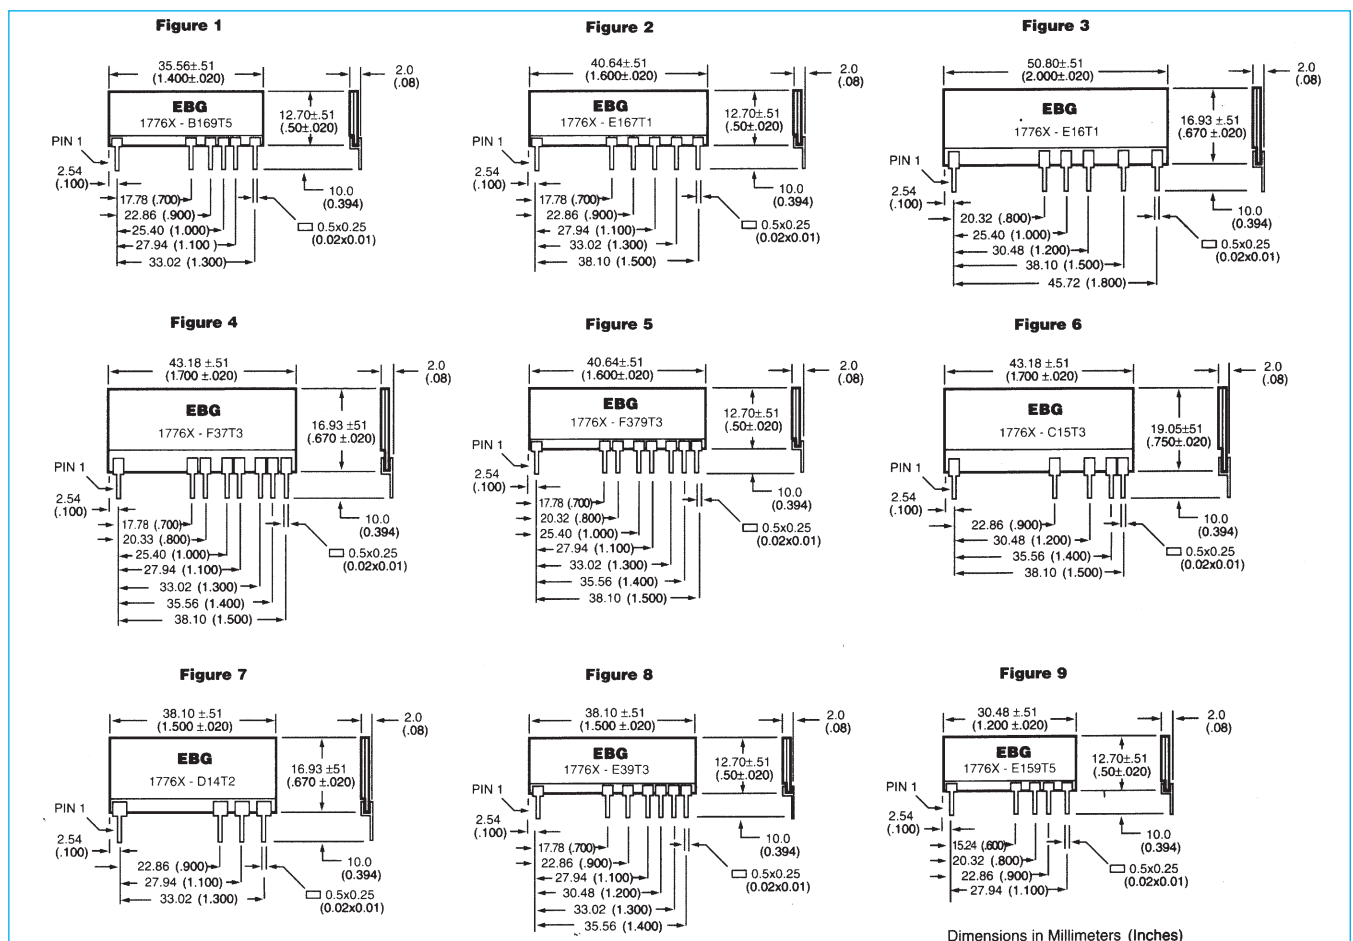 Figure 1
35.56±.51
(1.400±.020)
2.0
(.08)
EBG
1776X - B169T5
12.70±.51
(.50±.020)
PIN 1
2.54
(.100)
10.0
(0.394)
17.78 (.700)
22.86 (.900)
25.40 (1.000)
27.94 (1.100)
33.02 (1.300)
0.5x0.25
(0.02x0.01)
Figure 2
40.64±.51
(1.600±.020)
2.0
(.08)
EBG
1776X - E167T1
12.70±.51
(.50±.020)
PIN 1
2.54
(.100)
10.0
(0.394)
17.78 (.700)
22.86 (.900)
27.94 (1.100)
33.02 (1.300)
38.10 (1.500)
0.5x0.25
(0.02x0.01)
Figure 3
50.80±.51
(2.000±.020)
2.0
(.08)
EBG
1776X - E16T1
16.93 ±.51
(.670 ±.020)
PIN 1
2.54
(.100)
10.0
(0.394)
20.32 (.800)
25.40 (1.000)
30.48 (1.200)
38.10 (1.500)
45.72 (1.800)
0.5x0.25
(0.02x0.01)
Figure 4
43.18 ±.51
(1.700 ±.020)
2.0
(.08)
EBG
1776X - F37T3
16.93 ±51
(.670 ±.020)
PIN 1
2.54
(.100)
10.0
(0.394)
17.78 (.700)
20.33 (.800)
25.40 (1.000)
27.94 (1.100)
33.02 (1.300)
35.56 (1.400)
38.10 (1.500)
0.5x0.25
(0.02x0.01)
Figure 5
40.64±.51
(1.600±.020)
2.0
(.08)
EBG
1776X - F379T3
12.70±.51
(.50±.020)
PIN 1
2.54
(.100)
10.0
(0.394)
17.78 (.700)
20.32 (.800)
25.40 (1.000)
27.94 (1.100)
33.02 (1.300)
35.56 (1.400)
38.10 (1.500)
0.5x0.25
(0.02x0.01)
Figure 6
43.18 ±.51
(1.700 ±.020)
2.0
(.08)
EBG
1776X - C15T3
19.05±51
(.750±.020)
PIN 1
2.54
(.100)
10.0
(0.394)
22.86 (.900)
30.48 (1.200)
35.56 (1.400)
38.10 (1.500)
0.5x0.25
(0.02x0.01)
Figure 7
38.10 ±.51
(1.500 ±.020)
2.0
(.08)
EBG
1776X - D14T2
16.93 ±51
(.670 ±.020)
PIN 1
2.54
(.100)
10.0
(0.394)
22.86 (.900)
27.94 (1.100)
33.02 (1.300)
0.5x0.25
(0.02x0.01)
Figure 8
38.10 ±.51
(1.500 ±.020)
2.0
(.08)
EBG
1776X - E39T3
12.70±.51
(.50±.020)
PIN 1
2.54
(.100)
10.0
(0.394)
17.78 (.700)
22.86 (.900)
27.94 (1.100)
30.48 (1.200)
33.02 (1.300)
35.56 (1.400)
0.5x0.25
(0.02x0.01)
Figure 9
30.48 ±.51
(1.200 ±.020)
2.0
(.08)
EBG
1776X - E159T5
12.70±.51
(.50±.020)
PIN 1
2.54
(.100)
10.0
(0.394)
15.24 (.600)
20.32 (.800)
22.86 (.900)
27.94 (1.100)
0.5x0.25
(0.02x0.01)
Dimensions in Millimeters (Inches)